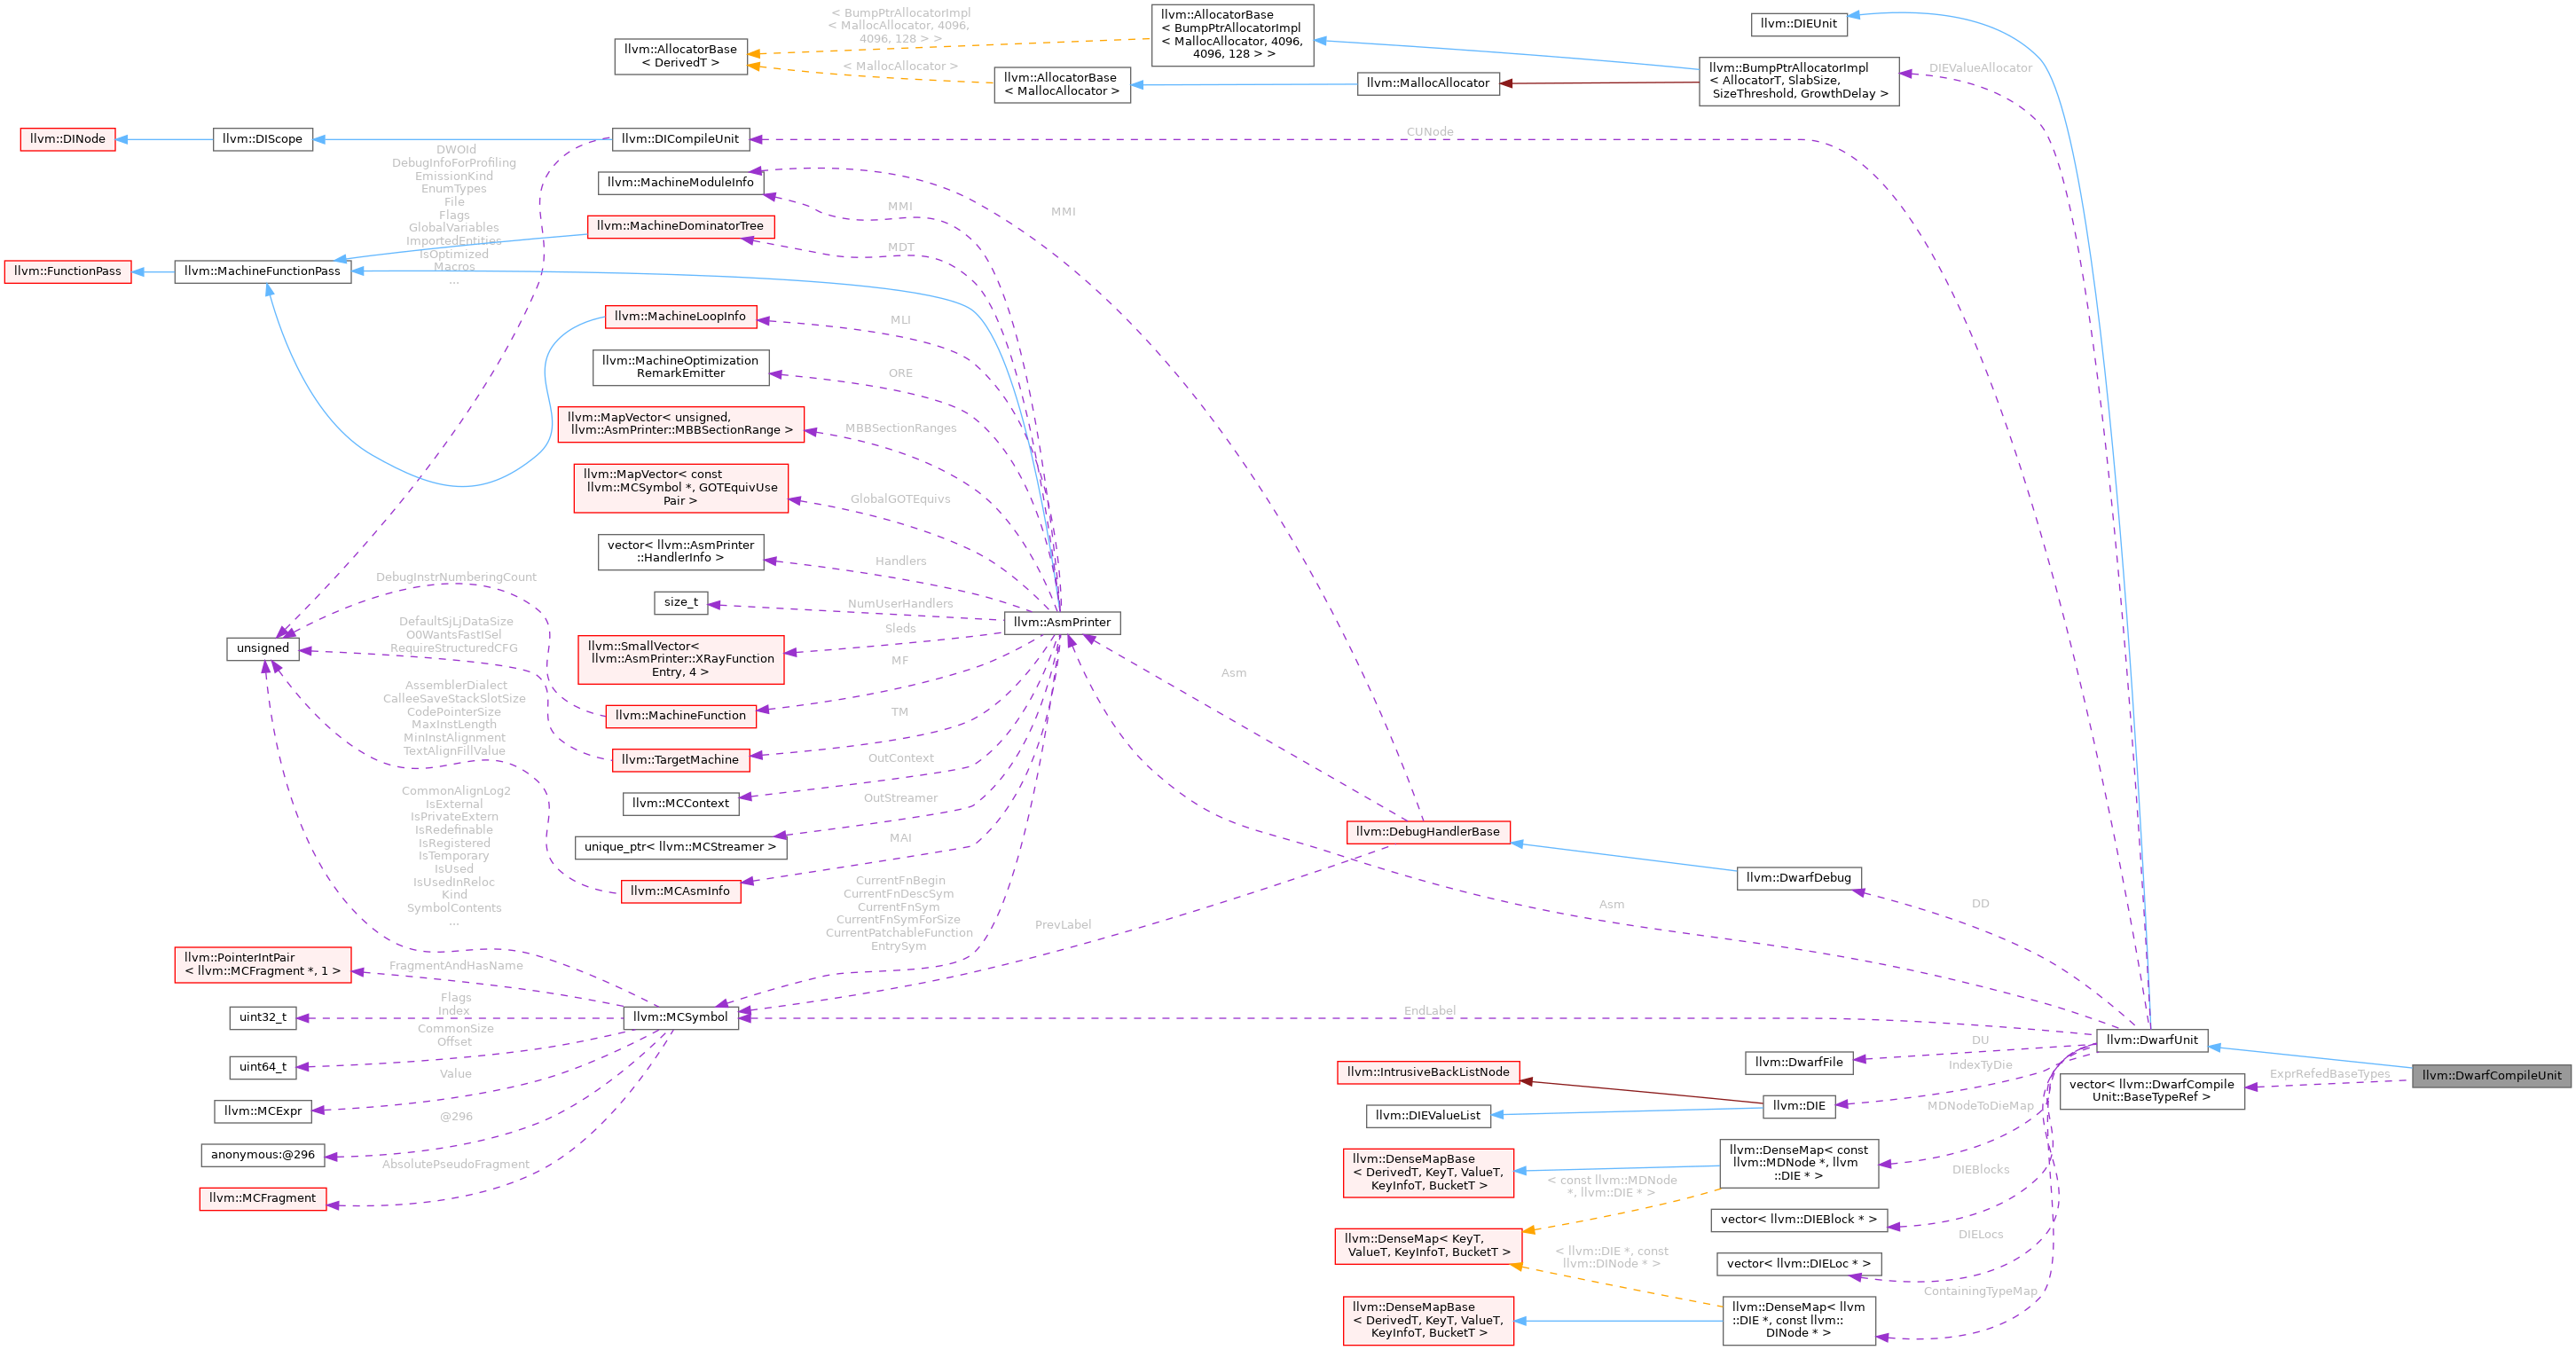 < BumpPtrAllocatorImpl
< MallocAllocator, 4096,
4096, 128 > >
llvm::AllocatorBase
< DerivedT >
< MallocAllocator >
llvm::AllocatorBase
< BumpPtrAllocatorImpl
< MallocAllocator, 4096,
4096, 128 > >
llvm::AllocatorBase
< MallocAllocator >
llvm::MallocAllocator
llvm::DIEUnit
llvm::BumpPtrAllocatorImpl
< AllocatorT, SlabSize,
SizeThreshold, GrowthDelay >
DIEValueAllocator
llvm::DINode
llvm::DIScope
llvm::DICompileUnit
CUNode
DWOId
DebugInfoForProfiling
EmissionKind
EnumTypes
File
Flags
GlobalVariables
ImportedEntities
IsOptimized
Macros
...
llvm::MachineModuleInfo
MMI
MMI
llvm::MachineDominatorTree
MDT
llvm::FunctionPass
llvm::MachineFunctionPass
llvm::MachineLoopInfo
MLI
llvm::MachineOptimization
RemarkEmitter
ORE
llvm::MapVector< unsigned,
llvm::AsmPrinter::MBBSectionRange >
MBBSectionRanges
llvm::MapVector< const
llvm::MCSymbol *, GOTEquivUse
Pair >
GlobalGOTEquivs
vector< llvm::AsmPrinter
::HandlerInfo >
Handlers
size_t
NumUserHandlers
llvm::AsmPrinter
DebugInstrNumberingCount
unsigned
DefaultSjLjDataSize
O0WantsFastISel
RequireStructuredCFG
llvm::SmallVector<
llvm::AsmPrinter::XRayFunction
Entry, 4 >
Sleds
Asm
llvm::MachineFunction
MF
AssemblerDialect
CalleeSaveStackSlotSize
CodePointerSize
MaxInstLength
MinInstAlignment
TextAlignFillValue
llvm::TargetMachine
TM
llvm::MCContext
OutContext
unique_ptr< llvm::MCStreamer >
OutStreamer
CommonAlignLog2
IsExternal
IsPrivateExtern
IsRedefinable
IsRegistered
IsTemporary
IsUsed
IsUsedInReloc
Kind
SymbolContents
...
llvm::MCAsmInfo
MAI
llvm::DebugHandlerBase
llvm::DwarfDebug
DD
Asm
CurrentFnBegin
CurrentFnDescSym
CurrentFnSym
CurrentFnSymForSize
CurrentPatchableFunction
EntrySym
PrevLabel
llvm::PointerIntPair
< llvm::MCFragment *, 1 >
FragmentAndHasName
uint32_t
Flags
Index
llvm::MCSymbol
EndLabel
uint64_t
CommonSize
Offset
llvm::MCExpr
Value
anonymous:@296
@296
llvm::MCFragment
AbsolutePseudoFragment
llvm::DwarfUnit
llvm::DwarfFile
DU
llvm::IntrusiveBackListNode
llvm::DIE
IndexTyDie
llvm::DIEValueList
vector< llvm::DwarfCompile
Unit::BaseTypeRef >
ExprRefedBaseTypes
llvm::DwarfCompileUnit
llvm::DenseMapBase
< DerivedT, KeyT, ValueT,
KeyInfoT, BucketT >
llvm::DenseMap< const
llvm::MDNode *, llvm
::DIE * >
MDNodeToDieMap
< const llvm::MDNode
*, llvm::DIE * >
vector< llvm::DIEBlock * >
DIEBlocks
llvm::DenseMap< KeyT,
ValueT, KeyInfoT, BucketT >
vector< llvm::DIELoc * >
DIELocs
< llvm::DIE *, const
llvm::DINode * >
llvm::DenseMapBase
< DerivedT, KeyT, ValueT,
KeyInfoT, BucketT >
llvm::DenseMap< llvm
::DIE *, const llvm::
DINode * >
ContainingTypeMap